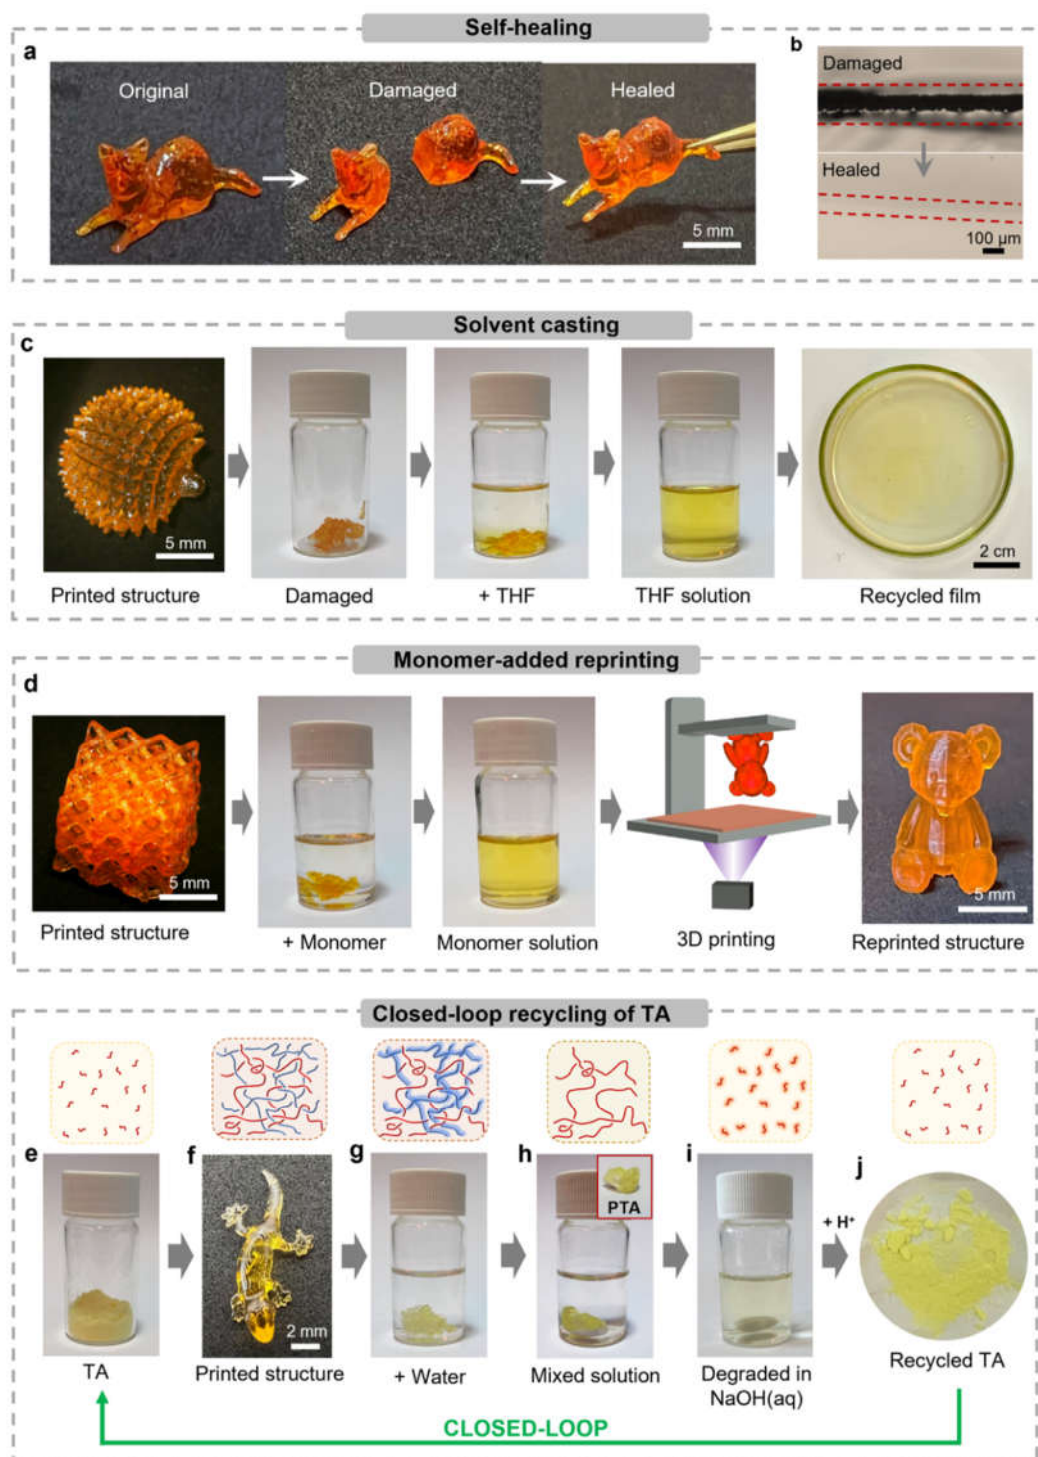 Self-healing
a
Original
Damaged
Healed
5 mm
b
Damaged
Healed
100 μm
Solvent casting
c
5 mm
2 cm
Printed structure
Damaged
+ THF
THF solution
Recycled film
Monomer-added reprinting
d
5 mm
5 mm
Printed structure
+ Monomer
Monomer solution
3D printing
Reprinted structure
Closed-loop recycling of TA
e
f
g
h
i
j
PTA
+ H⁺
2 mm
TA
Printed structure
+ Water
Mixed solution
Degraded in
NaOH(aq)
Recycled TA
CLOSED-LOOP